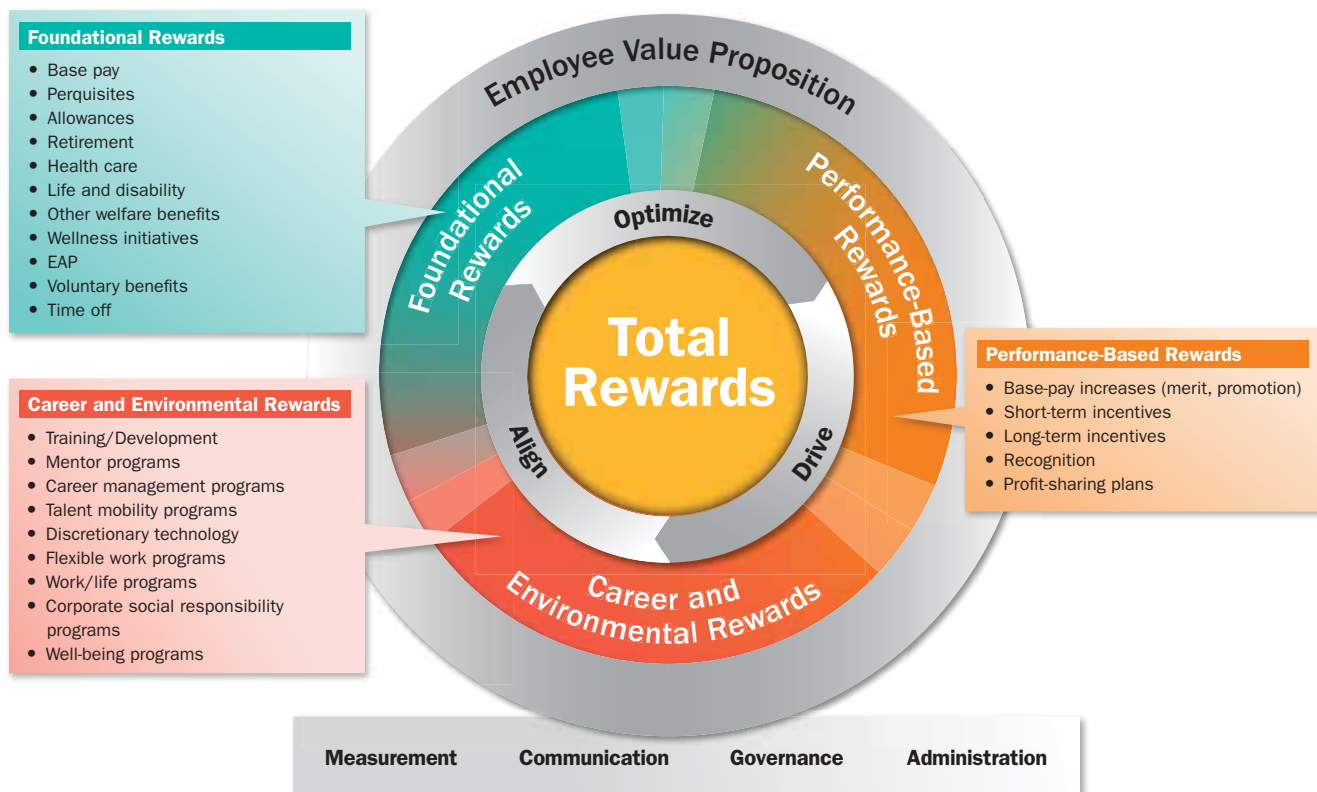 Foundational Rewards
• Base pay
• Perquisites
• Allowances
• Retirement
• Health care
• Life and disability
• Other welfare benefits
• Wellness initiatives
• EAP
• Voluntary benefits
• Time off
Career and Environmental Rewards
• Training/Development
• Mentor programs
• Career management programs
• Talent mobility programs
• Discretionary technology
• Flexible work programs
• Work/life programs
• Corporate social responsibility
programs
• Well-being programs
Employee Value Proposition
Foundational
Rewards
Performance-Based
Rewards
Career and
Environmental Rewards
Optimize
Drive
Align
Total
Rewards
Performance-Based Rewards
• Base-pay increases (merit, promotion)
• Short-term incentives
• Long-term incentives
• Recognition
• Profit-sharing plans
Measurement Communication Governance Administration